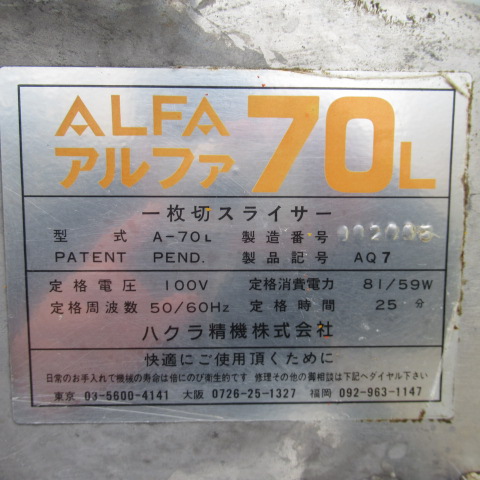 ALFA
アルファ 70L
一枚切スライサー
型式 A-70L 製造番号
PATENT PEND. 製品記号 AQ7
定格電圧 100V 定格消費電力 81/59W
定格周波数 50/60Hz 定格時間 25分
ハクラ精機株式会社
快適にご使用頂くために
日常のお手入れで機械の寿命は倍にのび衛生的です 修理その他の御相談は下記へダイヤル下さい
東京 03-5600-4141 大阪 0726-25-1327 福岡 092-963-1147